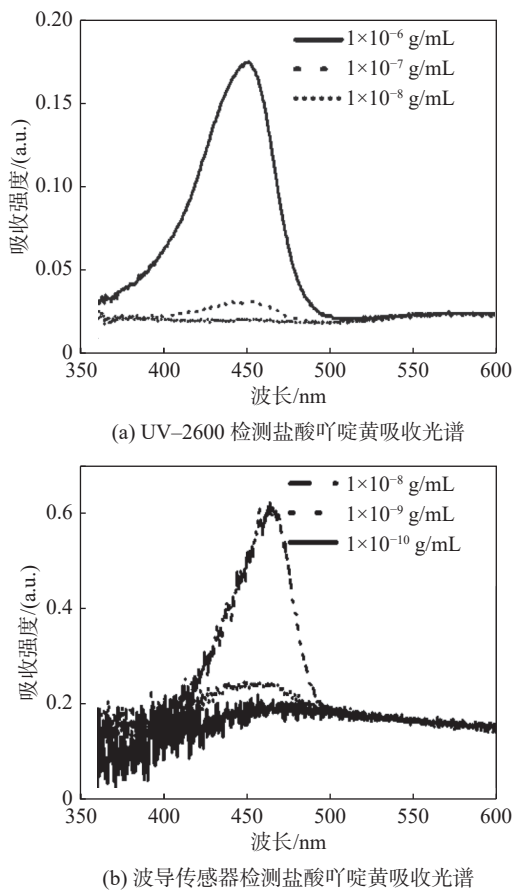 0.20
1×10⁻⁶ g/mL
1×10⁻⁷ g/mL
1×10⁻⁸ g/mL
0.15
0.10
0.05
0
吸收强度/(a.u.)
350 400 450 500 550 600
波长/nm
(a) UV–2600 检测盐酸吖啶黄吸收光谱
1×10⁻⁸ g/mL
1×10⁻⁹ g/mL
1×10⁻¹⁰ g/mL
0.6
0.4
0.2
0
吸收强度/(a.u.)
350 400 450 500 550 600
波长/nm
(b) 波导传感器检测盐酸吖啶黄吸收光谱